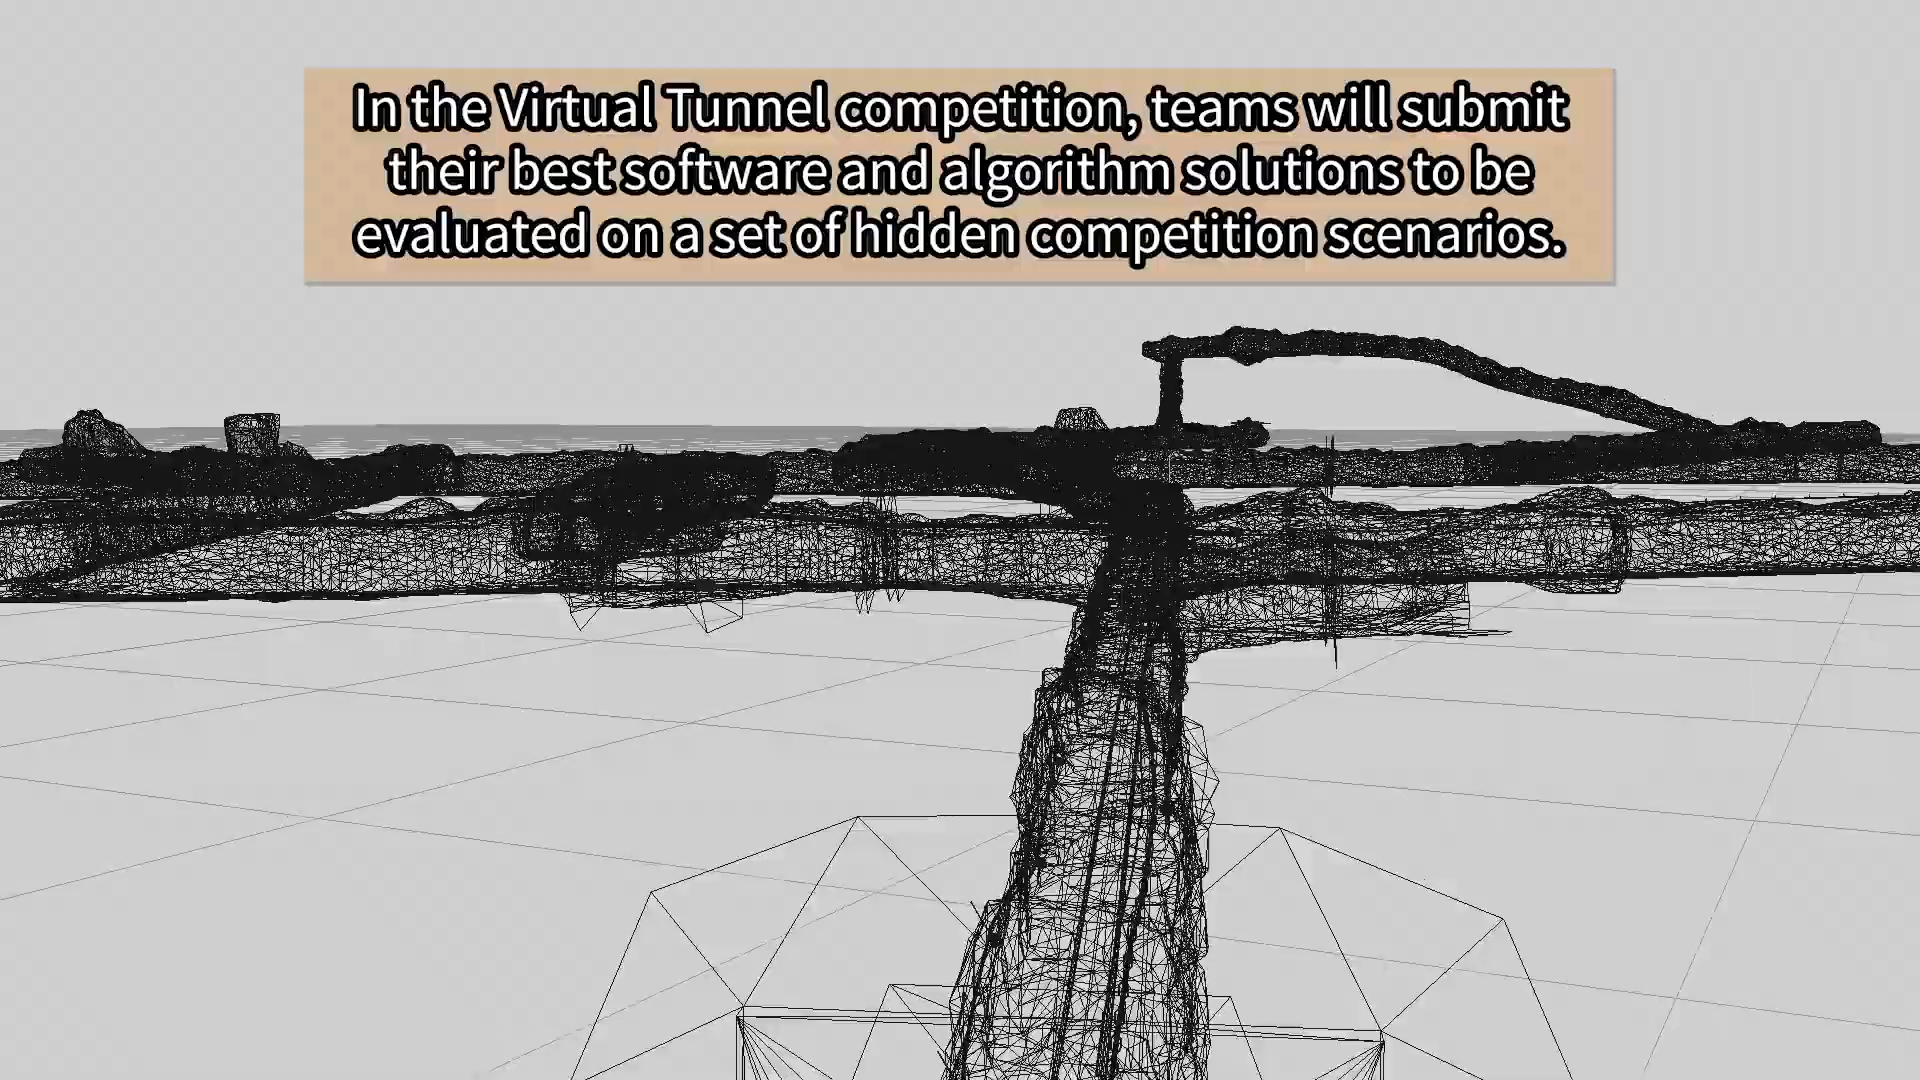 In the Virtual Tunnel competition, teams will submit
their best software and algorithm solutions to be
evaluated on a set of hidden competition scenarios.